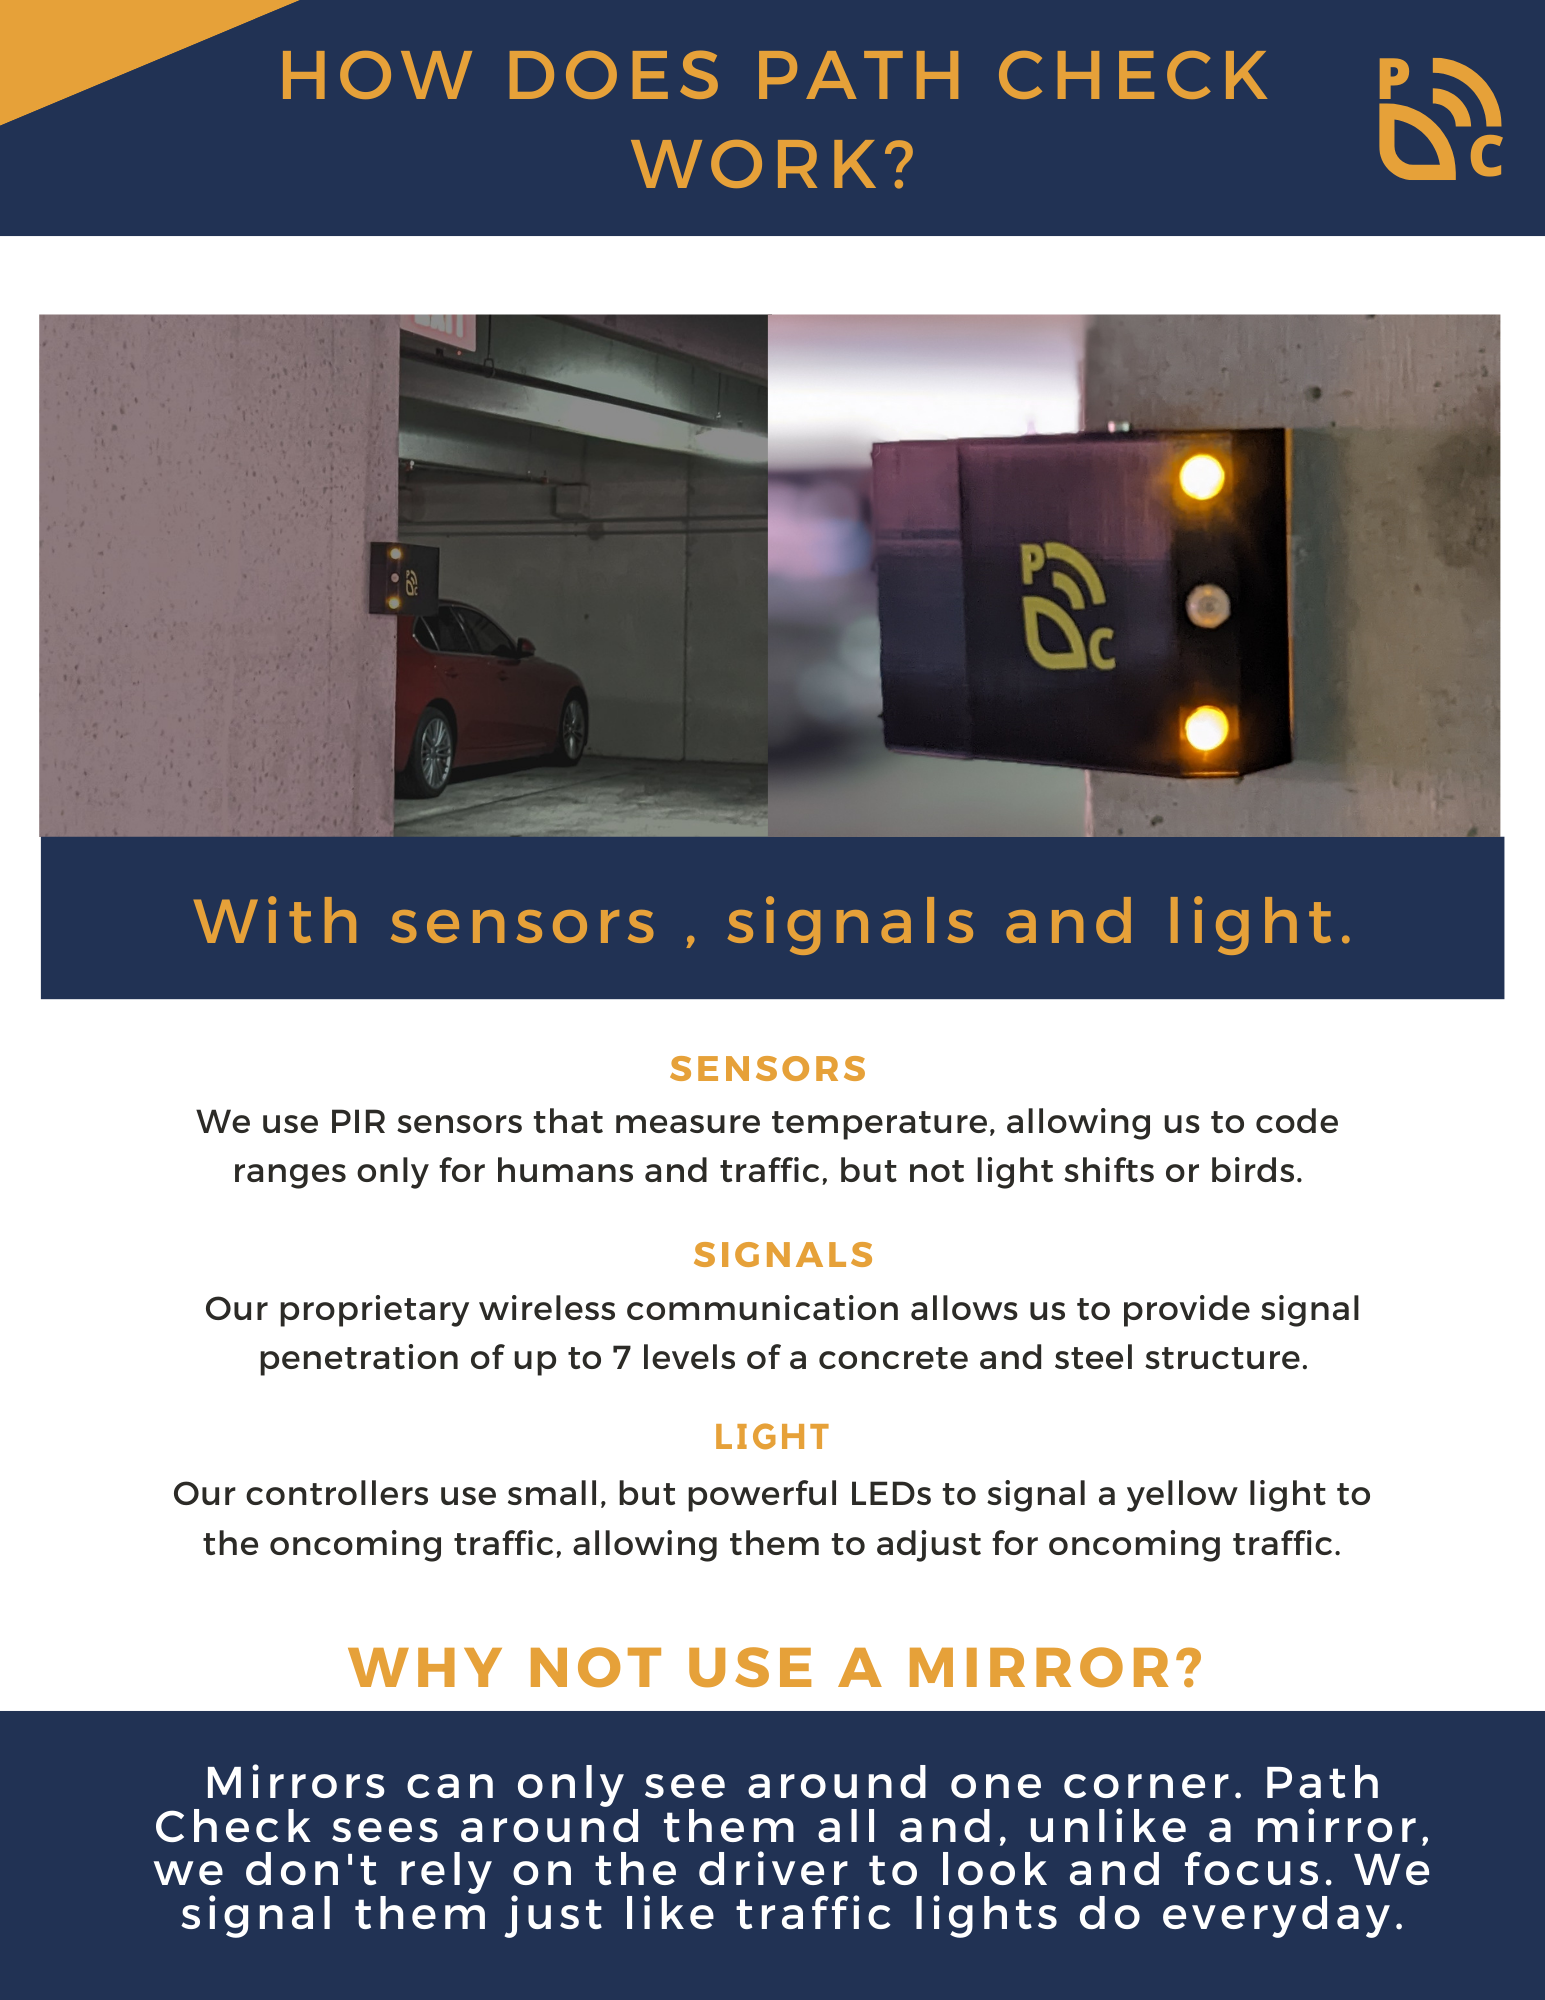 HOW DOES PATH CHECK
WORK?
P
C
P
C
P
C
With sensors , signals and light.
SENSORS
We use PIR sensors that measure temperature, allowing us to code
ranges only for humans and traffic, but not light shifts or birds.
SIGNALS
Our proprietary wireless communication allows us to provide signal
penetration of up to 7 levels of a concrete and steel structure.
LIGHT
Our controllers use small, but powerful LEDs to signal a yellow light to
the oncoming traffic, allowing them to adjust for oncoming traffic.
WHY NOT USE A MIRROR?
Mirrors can only see around one corner. Path
Check sees around them all and, unlike a mirror,
we don't rely on the driver to look and focus. We
signal them just like traffic lights do everyday.